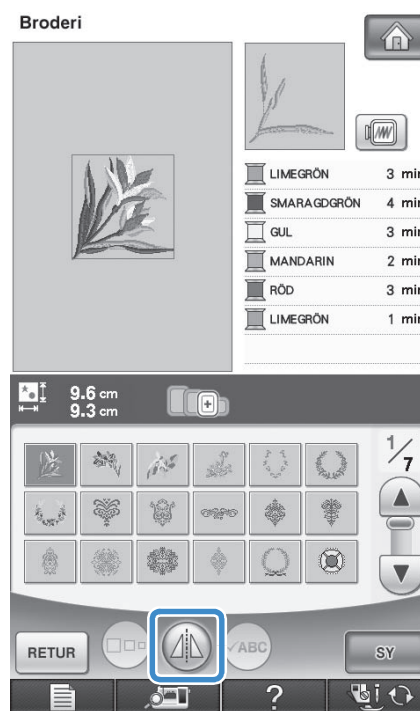 Broderi
LIMEGRÖN 3 min
SMARAGDGRÖN 4 min
GUL 3 min
MANDARIN 2 min
RÖD 3 min
LIMEGRÖN 1 min
9.6 cm
9.3 cm
1/7
RETUR
ABC
SY
?